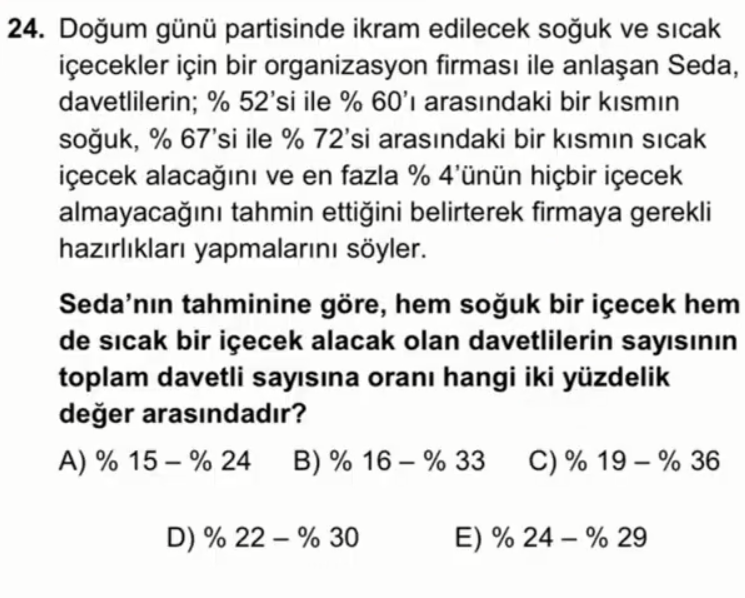 24. Doğum günü partisinde ikram edilecek soğuk ve sıcak
içecekler için bir organizasyon firması ile anlaşan Seda,
davetlilerin; % 52'si ile % 60'ı arasındaki bir kısmın
soğuk, % 67'si ile % 72'si arasındaki bir kısmın sıcak
içecek alacağını ve en fazla % 4'ünün hiçbir içecek
almayacağını tahmin ettiğini belirterek firmaya gerekli
hazırlıkları yapmalarını söyler.
Seda'nın tahminine göre, hem soğuk bir içecek hem
de sıcak bir içecek alacak olan davetlilerin sayısının
toplam davetli sayısına oranı hangi iki yüzdelik
değer arasındadır?
A) % 15 – % 24 B) % 16 – % 33 C) % 19 – % 36
D) % 22 – % 30 E) % 24 – % 29